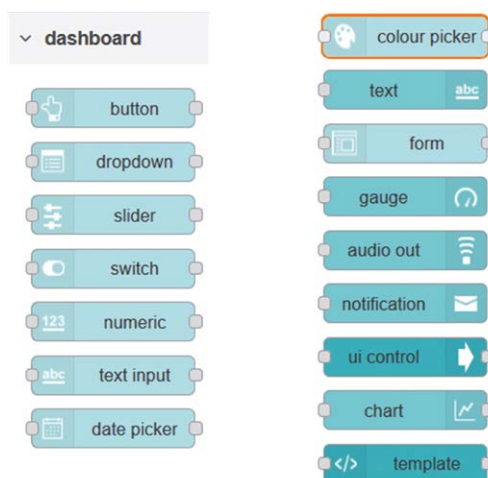 dashboard
button
dropdown
slider
switch
123 numeric
abc text input
date picker
colour picker
text abc
form
gauge
audio out
notification
ui control
chart
</> template